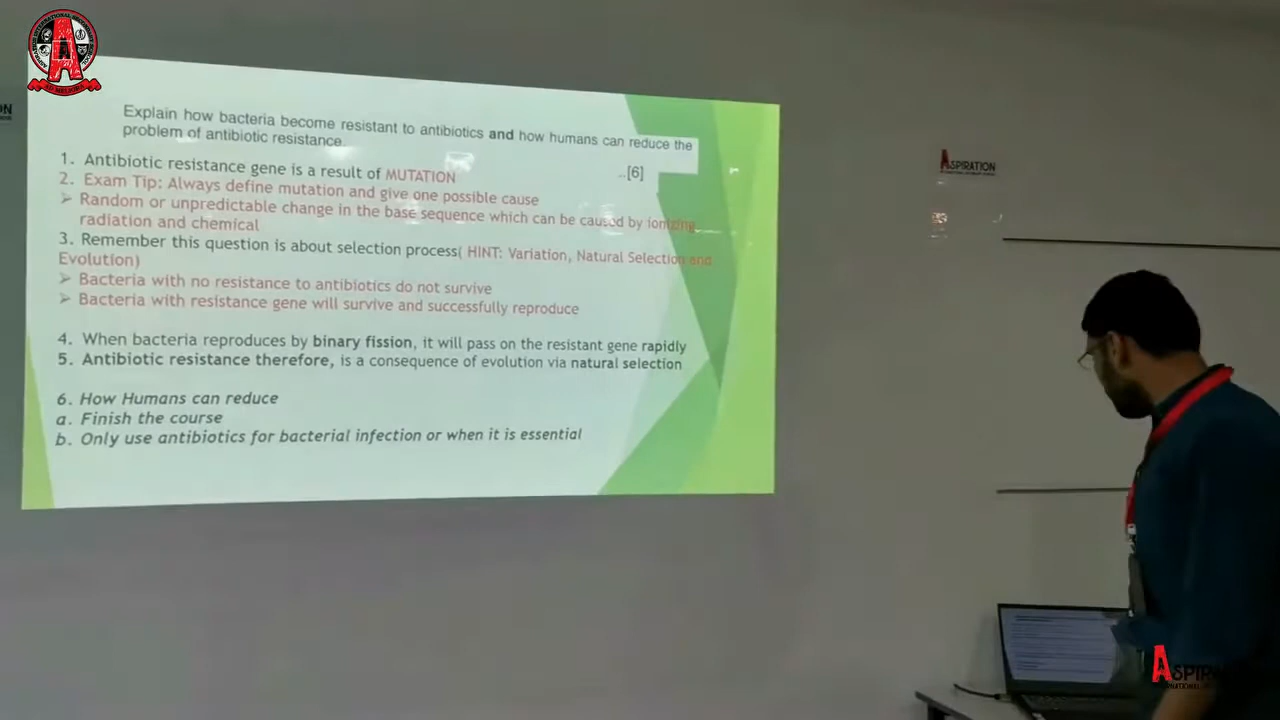 Explain how bacteria become resistant to antibiotics and how humans can reduce the
problem of antibiotic resistance.
...[6]
1. Antibiotic resistance gene is a result of MUTATION
2. Exam Tip: Always define mutation and give one possible cause
➢ Random or unpredictable change in the base sequence which can be caused by ionizing
radiation and chemical
3. Remember this question is about selection process( HINT: Variation, Natural Selection and
Evolution)
➢ Bacteria with no resistance to antibiotics do not survive
➢ Bacteria with resistance gene will survive and successfully reproduce
4. When bacteria reproduces by binary fission, it will pass on the resistant gene rapidly
5. Antibiotic resistance therefore, is a consequence of evolution via natural selection
6. How Humans can reduce
a. Finish the course
b. Only use antibiotics for bacterial infection or when it is essential
A
ON
ASPIRATION